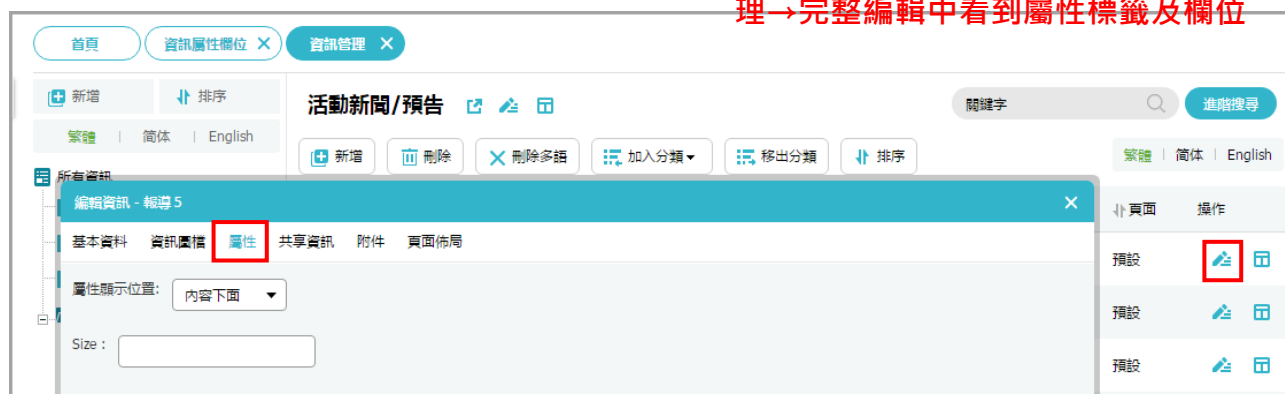 理→完整編輯中看到屬性標籤及欄位
首頁 資訊屬性欄位 資訊管理
新增 排序
繁體 | 简体 | English
所有資訊
活動新聞/預告
關鍵字 進階搜尋
新增 刪除 刪除多語 加入分類 移出分類 排序
繁體 | 简体 | English
頁面 操作
預設
預設
預設
編輯資訊 - 報導 5
基本資料 資訊圖檔 屬性 共享資訊 附件 頁面佈局
屬性顯示位置: 內容下面
Size :